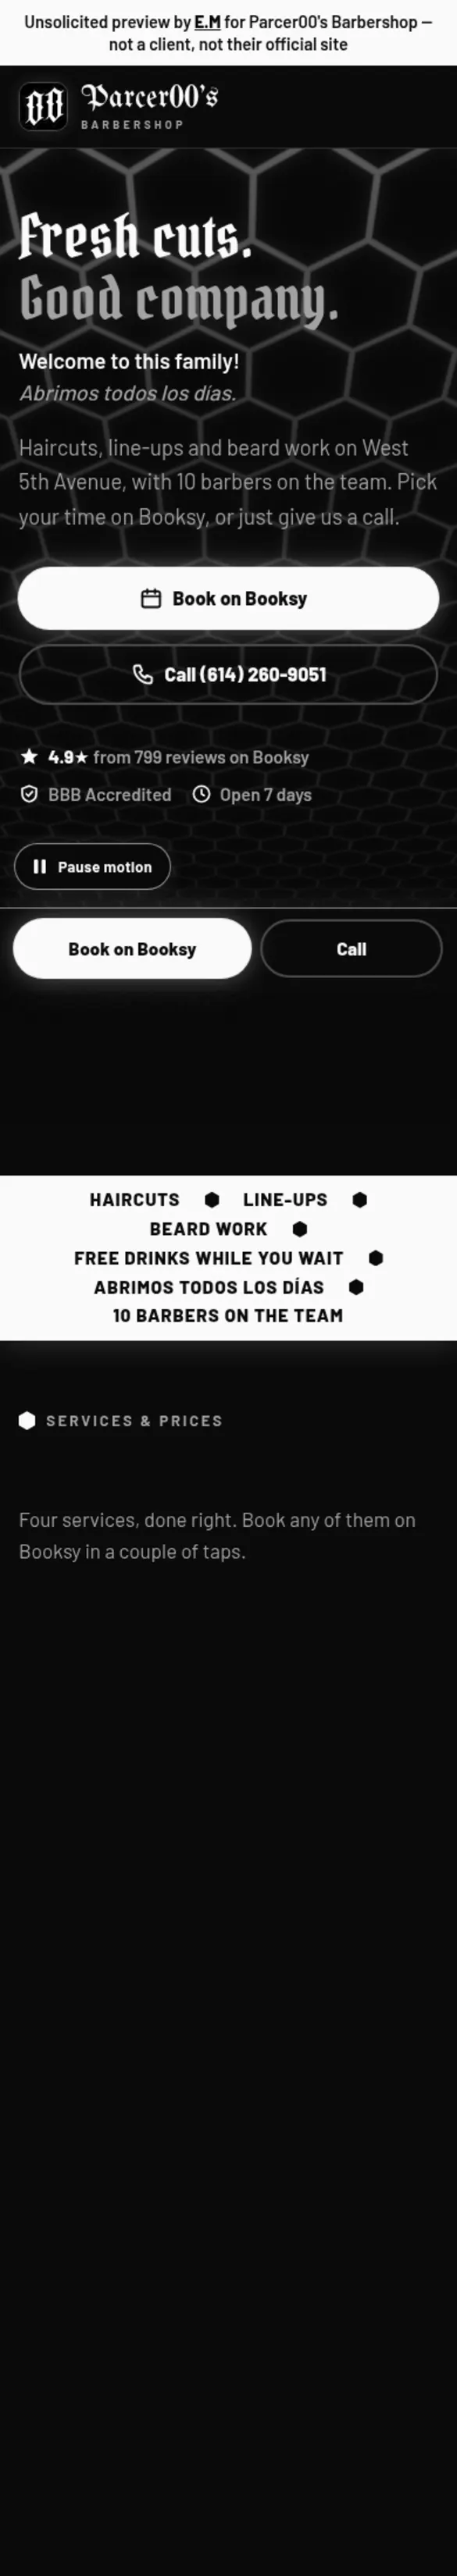 Unsolicited preview by E.M for Parcer00's Barbershop —
not a client, not their official site
00
Parcer00's
BARBERSHOP
Fresh cuts.
Good company.
Welcome to this family!
Abrimos todos los días.
Haircuts, line-ups and beard work on West
5th Avenue, with 10 barbers on the team. Pick
your time on Booksy, or just give us a call.
Book on Booksy
Call (614) 260-9051
4.9★ from 799 reviews on Booksy
BBB Accredited Open 7 days
Pause motion
Book on Booksy Call
HAIRCUTS LINE-UPS
BEARD WORK
FREE DRINKS WHILE YOU WAIT
ABRIMOS TODOS LOS DÍAS
10 BARBERS ON THE TEAM
SERVICES & PRICES
Four services, done right. Book any of them on
Booksy in a couple of taps.